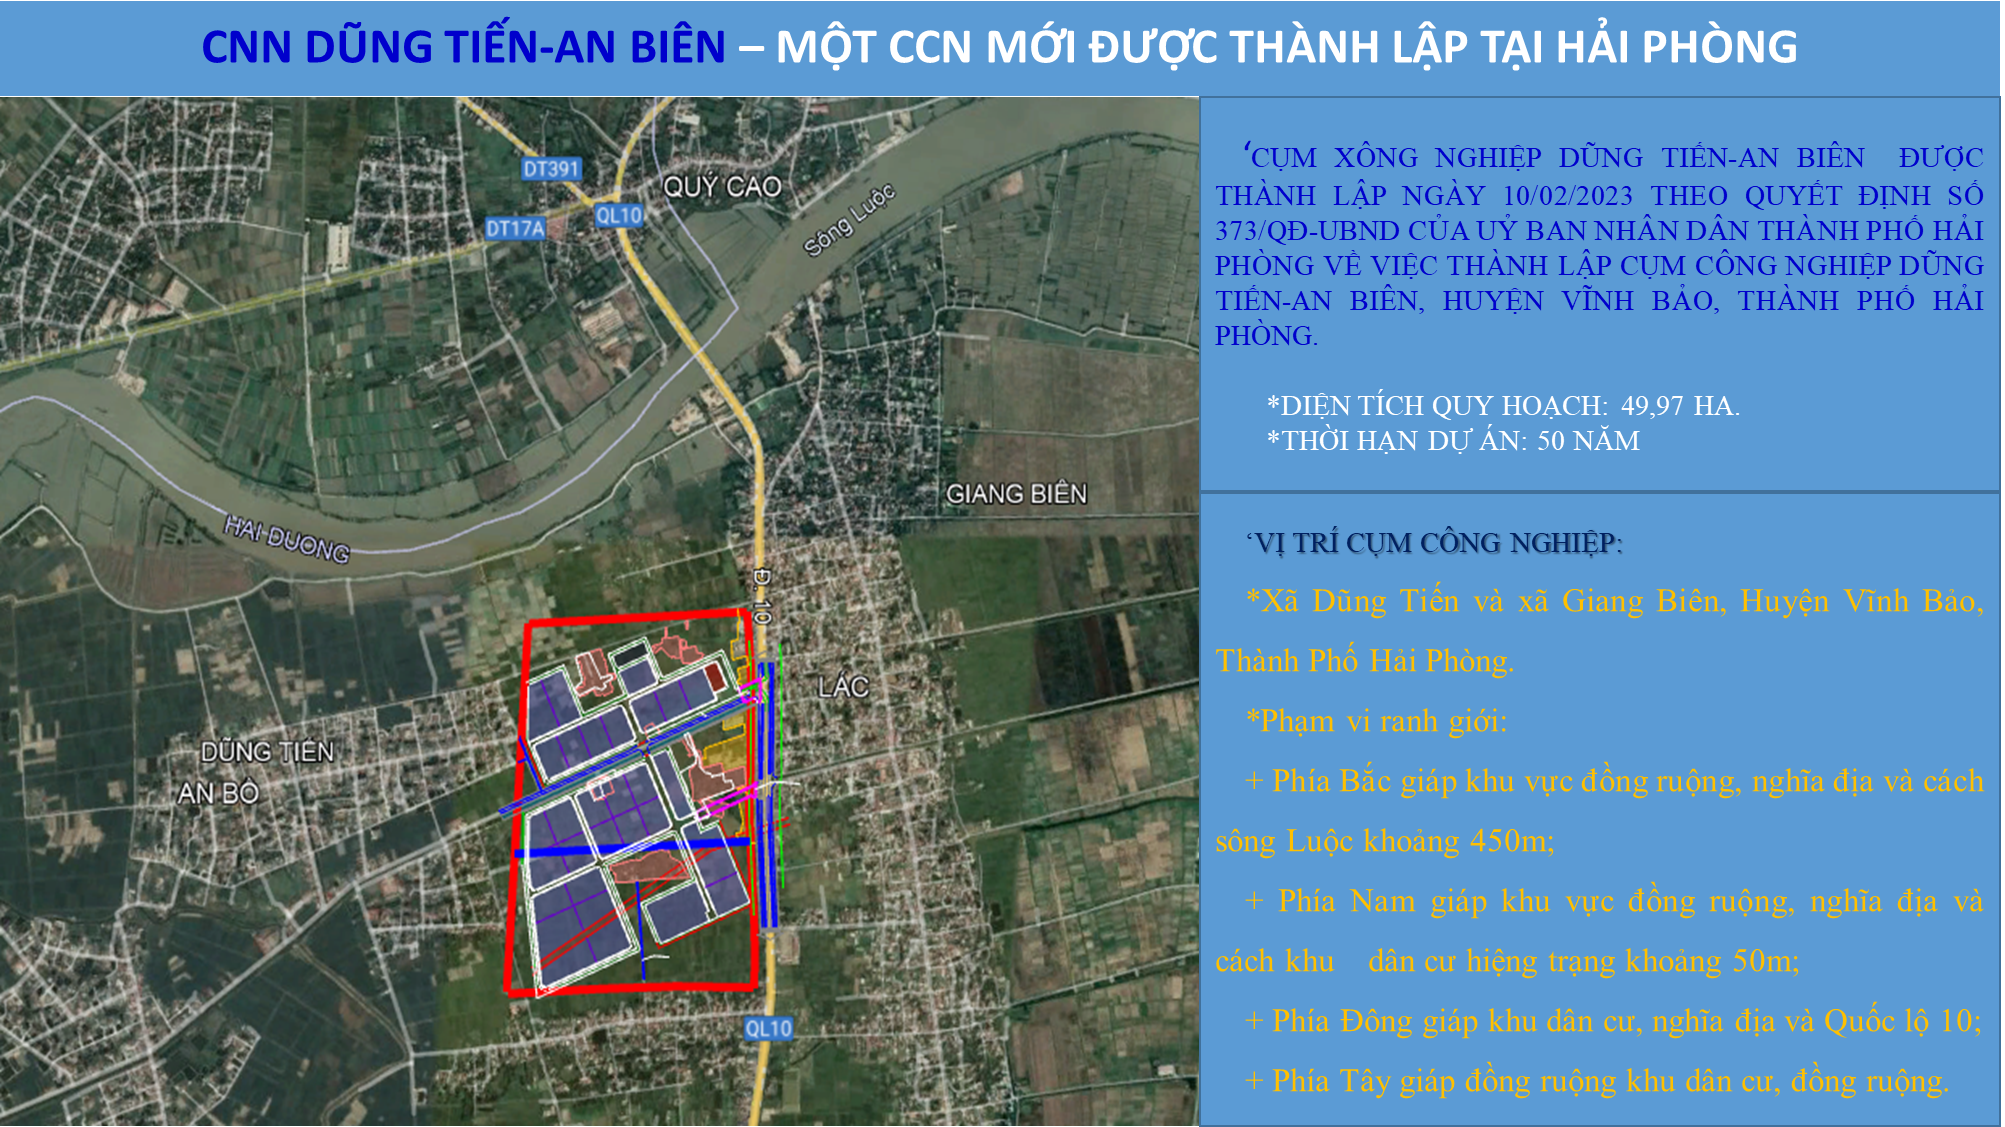 CNN DŨNG TIẾN-AN BIÊN – MỘT CCN MỚI ĐƯỢC THÀNH LẬP TẠI HẢI PHÒNG
DT391
QUÝ CAO
DT17A
QL10
Sông Luộc
HAI DUONG
GIANG BIÊN
Đ. 10
LÁC
DŨNG TIẾN
AN BỒ
QL10
‘CỤM XÔNG NGHIỆP DŨNG TIẾN-AN BIÊN ĐƯỢC
THÀNH LẬP NGÀY 10/02/2023 THEO QUYẾT ĐỊNH SỐ
373/QĐ-UBND CỦA UỶ BAN NHÂN DÂN THÀNH PHỐ HẢI
PHÒNG VỀ VIỆC THÀNH LẬP CỤM CÔNG NGHIỆP DŨNG
TIẾN-AN BIÊN, HUYỆN VĨNH BẢO, THÀNH PHỐ HẢI
PHÒNG.
*DIỆN TÍCH QUY HOẠCH: 49,97 HA.
*THỜI HẠN DỰ ÁN: 50 NĂM
‘VỊ TRÍ CỤM CÔNG NGHIỆP:
*Xã Dũng Tiến và xã Giang Biên, Huyện Vĩnh Bảo,
Thành Phố Hải Phòng.
*Phạm vi ranh giới:
+ Phía Bắc giáp khu vực đồng ruộng, nghĩa địa và cách
sông Luộc khoảng 450m;
+ Phía Nam giáp khu vực đồng ruộng, nghĩa địa và
cách khu dân cư hiệng trạng khoảng 50m;
+ Phía Đông giáp khu dân cư, nghĩa địa và Quốc lộ 10;
+ Phía Tây giáp đồng ruộng khu dân cư, đồng ruộng.